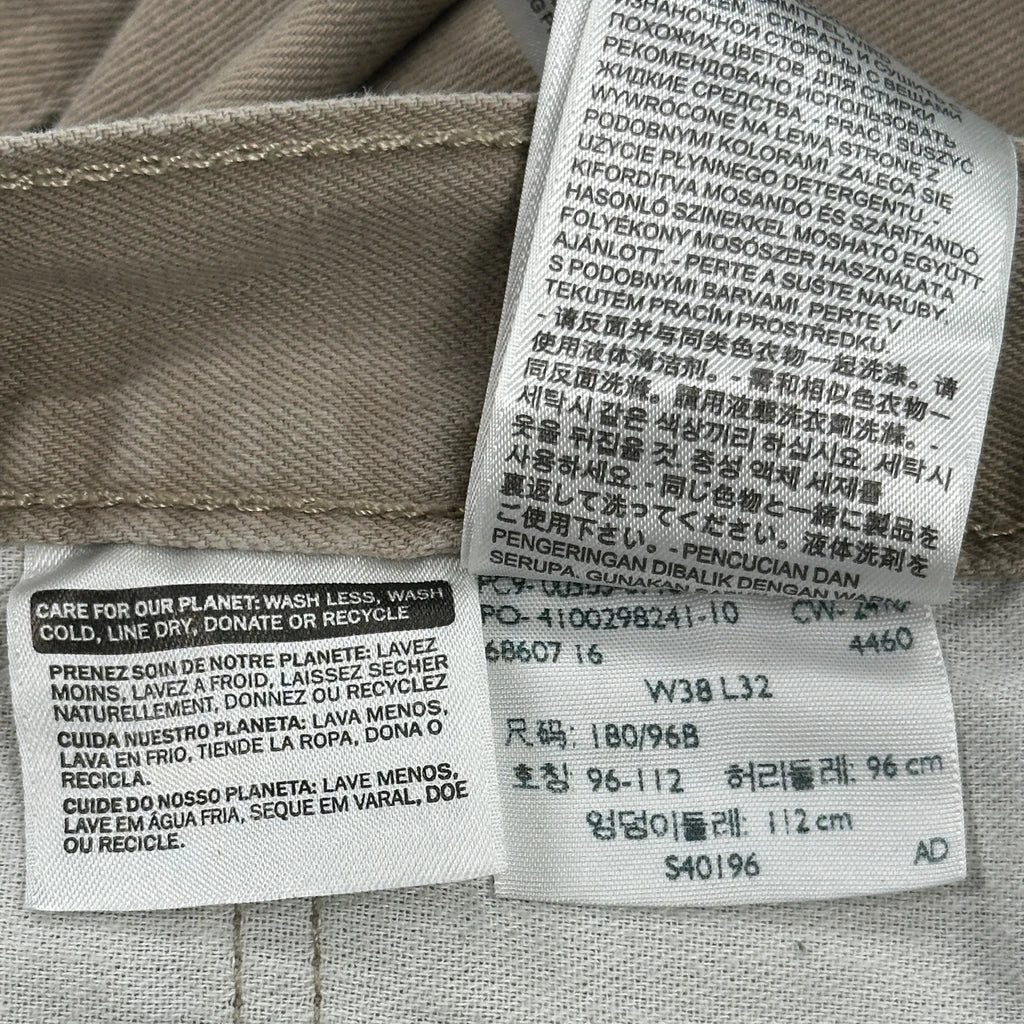 ИЗНАНОЧНОЙ СТОРОНЫ С ВЕЩАМИ
ПОХОЖИХ ЦВЕТОВ. ДЛЯ СТИРКИ
РЕКОМЕНДОВАНО ИСПОЛЬЗОВАТЬ
ЖИДКИЕ СРЕДСТВА. - PRAĆ I SUSZYĆ
WYWRÓCONE NA LEWĄ STRONĘ Z
PODOBNYMI KOLORAMI. ZALECA SIĘ
UŻYCIE PŁYNNEGO DETERGENTU. -
KIFORDÍTVA MOSANDÓ ÉS SZÁRÍTANDÓ
HASONLÓ SZINEKKEL MOSHATÓ EGYÜTT
FOLYÉKONY MOSÓSZER HASZNÁLATA
AJÁNLOTT. - PERTE A SUŠTE NARUBY.
S PODOBNÝMI BARVAMI. PERTE V
TEKUTÉM PRACÍM PROSTŘEDKU.
- 请反面并与同类色衣物一起洗涤。请
使用液体清洁剂。- 需和相似色衣物一
同反面洗滌。請用液態洗衣劑洗滌。-
세탁시 같은 색상끼리 하십시요. 세탁시
옷을 뒤집을 것. 중성 액체 세제를
사용하세요. - 同じ色物と一緒に製品を
裏返して洗ってください。液体洗剤を
ご使用下さい。- PENCUCIAN DAN
PENGERINGAN DIBALIK DENGAN WARNA
SERUPA. GUNAKAN
CARE FOR OUR PLANET: WASH LESS, WASH
COLD, LINE DRY, DONATE OR RECYCLE
PRENEZ SOIN DE NOTRE PLANETE: LAVEZ
MOINS, LAVEZ A FROID, LAISSEZ SECHER
NATURELLEMENT, DONNEZ OU RECYCLEZ
CUIDA NUESTRO PLANETA: LAVA MENOS,
LAVA EN FRIO, TIENDE LA ROPA, DONA O
RECICLA.
CUIDE DO NOSSO PLANETA: LAVE MENOS,
LAVE EM ÁGUA FRIA, SEQUE EM VARAL, DOE
OU RECICLE.
PO- 4100298241-10
68607 16 4460
W38 L32
尺码: 180/96B
호칭 96-112 허리둘레: 96 cm
엉덩이둘레: 112 cm
S40196 AD